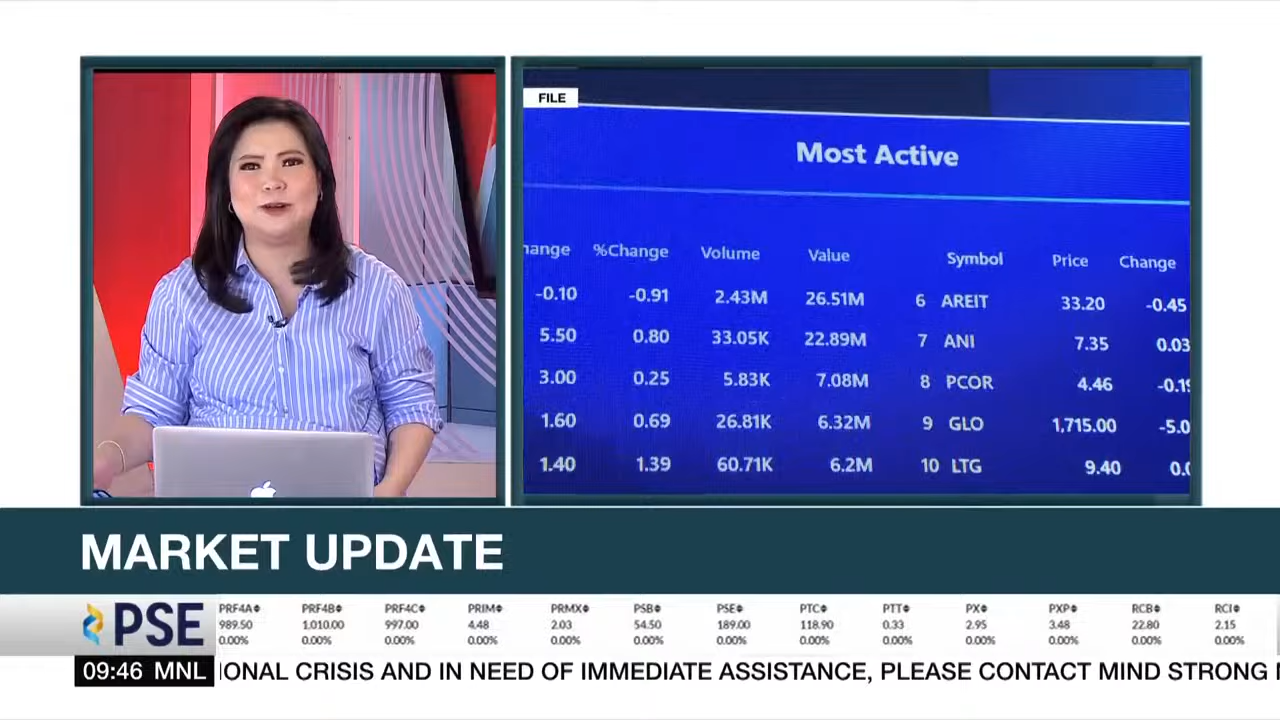 FILE
Most Active
%Change Volume Value Symbol Price Change
-0.10 -0.91 2.43M 26.51M 6 AREIT 33.20 -0.45
5.50 0.80 33.05K 22.89M 7 ANI 7.35 0.03
3.00 0.25 5.83K 7.08M 8 PCOR 4.46
1.60 0.69 26.81K 6.32M 9 GLO 1,715.00 -5.0
1.40 1.39 60.71K 6.2M 10 LTG 9.40
MARKET UPDATE
PSE
PRF4A PRF4B PRF4C PRIM PRMX PSB PSE PTC PTT PX PXP RCB RCI
989.50 1,010.00 997.00 4.48 2.03 54.50 189.00 118.90 0.33 2.95 3.48 22.80 2.15
0.00% 0.00% 0.00% 0.00% 0.00% 0.00% 0.00% 0.00% 0.00% 0.00% 0.00% 0.00% 0.00%
09:46 MNL
IONAL CRISIS AND IN NEED OF IMMEDIATE ASSISTANCE, PLEASE CONTACT MIND STRONG